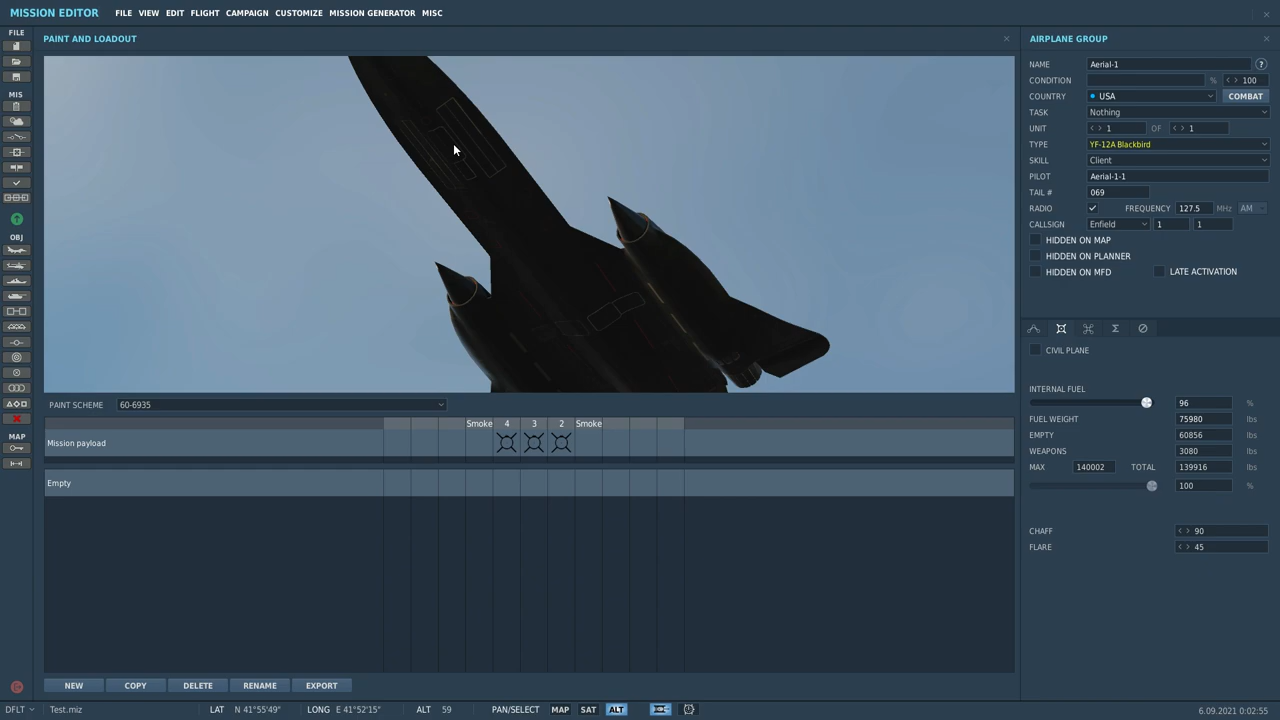 MISSION EDITOR FILE VIEW EDIT FLIGHT CAMPAIGN CUSTOMIZE MISSION GENERATOR MISC
FILE
MIS
OBJ
MAP
PAINT AND LOADOUT
PAINT SCHEME 60-6935
Smoke 4 3 2 Smoke
Mission payload
Empty
NEW COPY DELETE RENAME EXPORT
AIRPLANE GROUP
NAME Aerial-1 ?
CONDITION % 100
COUNTRY USA COMBAT
TASK Nothing
UNIT 1 OF 1
TYPE YF-12A Blackbird
SKILL Client
PILOT Aerial-1-1
TAIL # 069
RADIO FREQUENCY 127.5 MHz AM
CALLSIGN Enfield 1 1
HIDDEN ON MAP
HIDDEN ON PLANNER
HIDDEN ON MFD LATE ACTIVATION
CIVIL PLANE
INTERNAL FUEL
96 %
FUEL WEIGHT 75980 lbs
EMPTY 60856 lbs
WEAPONS 3080 lbs
MAX 140002 TOTAL 139916 lbs
100 %
CHAFF 90
FLARE 45
DFLT Test.miz LAT N 41°55'49" LONG E 41°52'15" ALT 59 PAN/SELECT MAP SAT ALT 6.09.2021 0:02:55